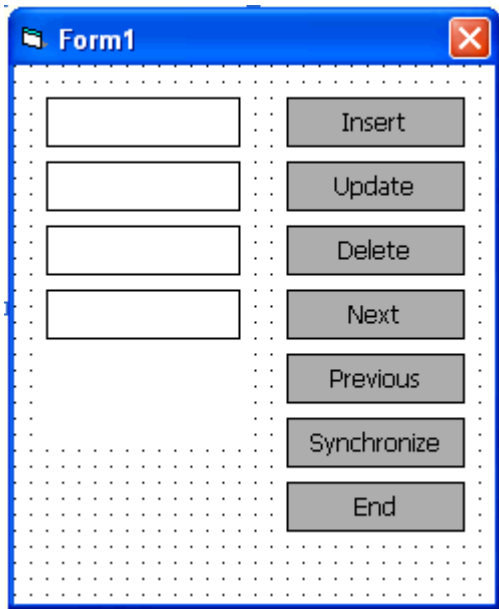 Form1
Insert
Update
Delete
Next
Previous
Synchronize
End